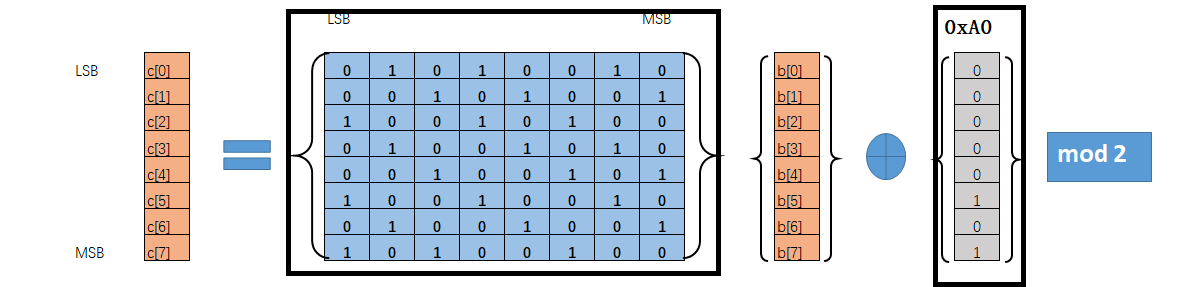 LSB MSB 0xA0
LSB c[0] 0 1 0 1 0 0 1 0 b[0] 0
c[1] 0 0 1 0 1 0 0 1 b[1] 0
c[2] 1 0 0 1 0 1 0 0 b[2] 0
c[3] 0 1 0 0 1 0 1 0 b[3] 0 mod 2
c[4] 0 0 1 0 0 1 0 1 b[4] 0
c[5] 1 0 0 1 0 0 1 0 b[5] 1
c[6] 0 1 0 0 1 0 0 1 b[6] 0
MSB c[7] 1 0 1 0 0 1 0 0 b[7] 1